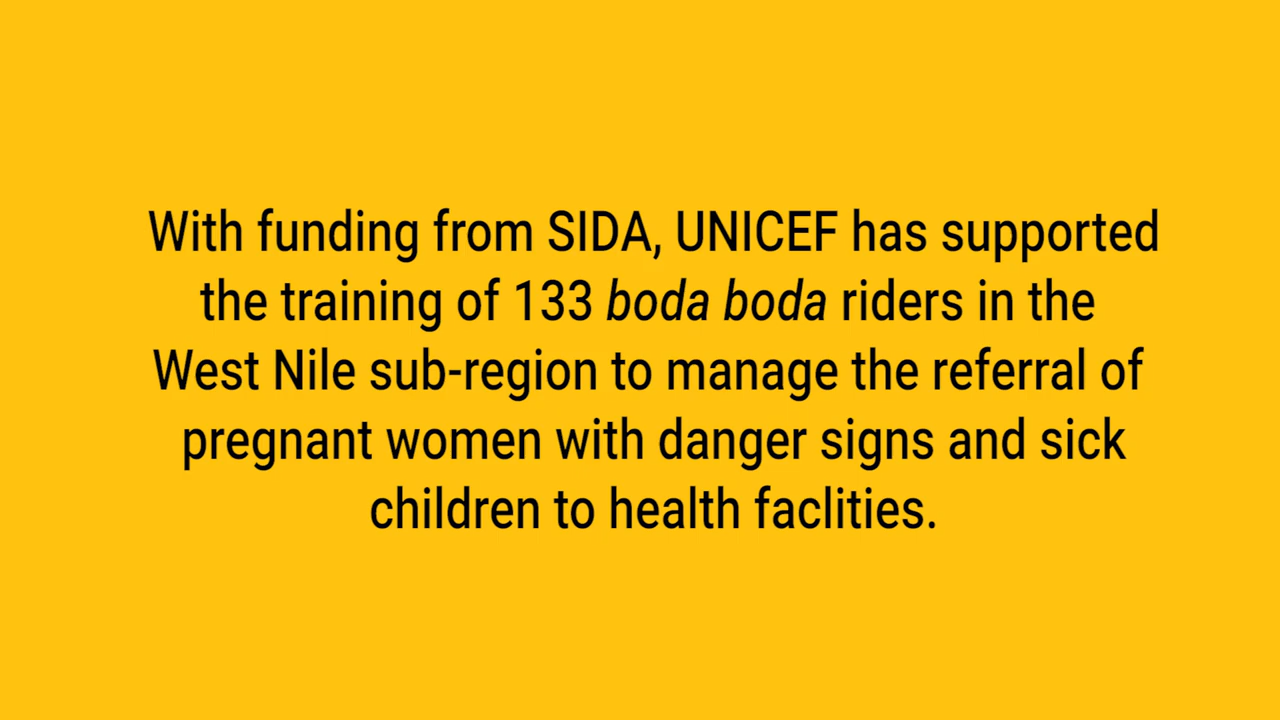 With funding from SIDA, UNICEF has supported
the training of 133 boda boda riders in the
West Nile sub-region to manage the referral of
pregnant women with danger signs and sick
children to health faclities.